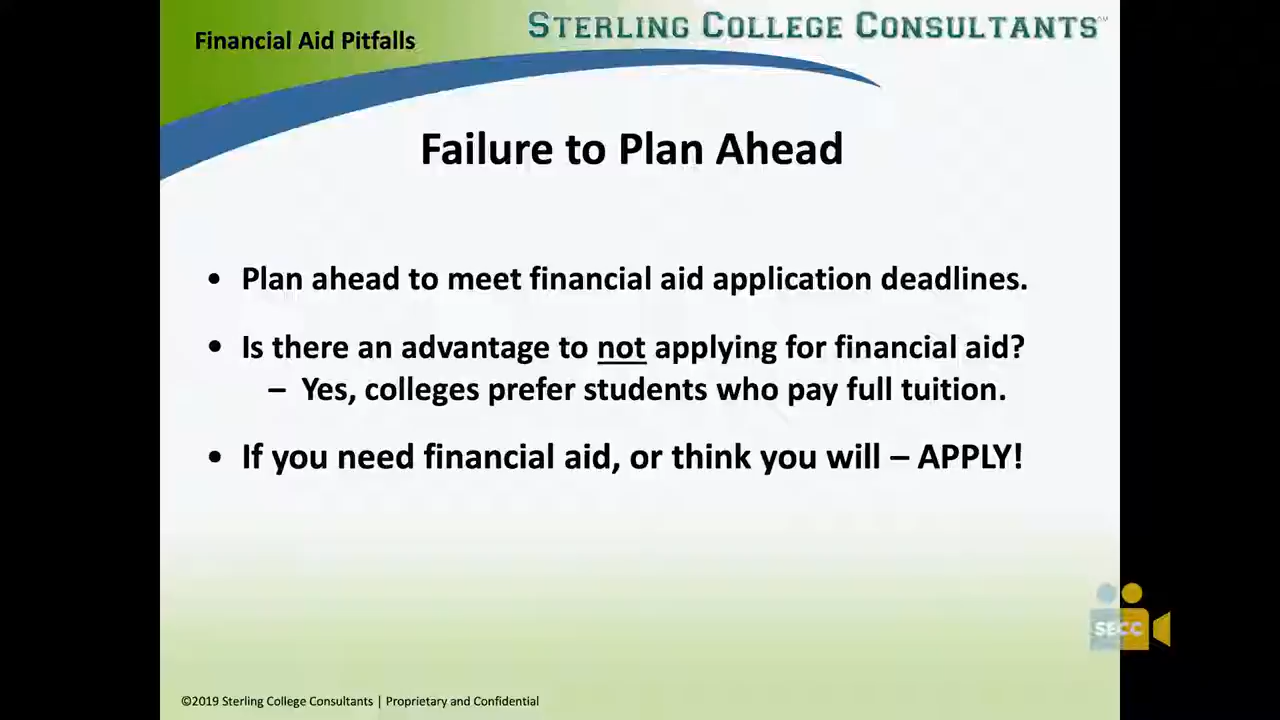 Financial Aid Pitfalls
STERLING COLLEGE CONSULTANTS℠
Failure to Plan Ahead
• Plan ahead to meet financial aid application deadlines.
• Is there an advantage to not applying for financial aid?
– Yes, colleges prefer students who pay full tuition.
• If you need financial aid, or think you will – APPLY!
SECC
©2019 Sterling College Consultants | Proprietary and Confidential